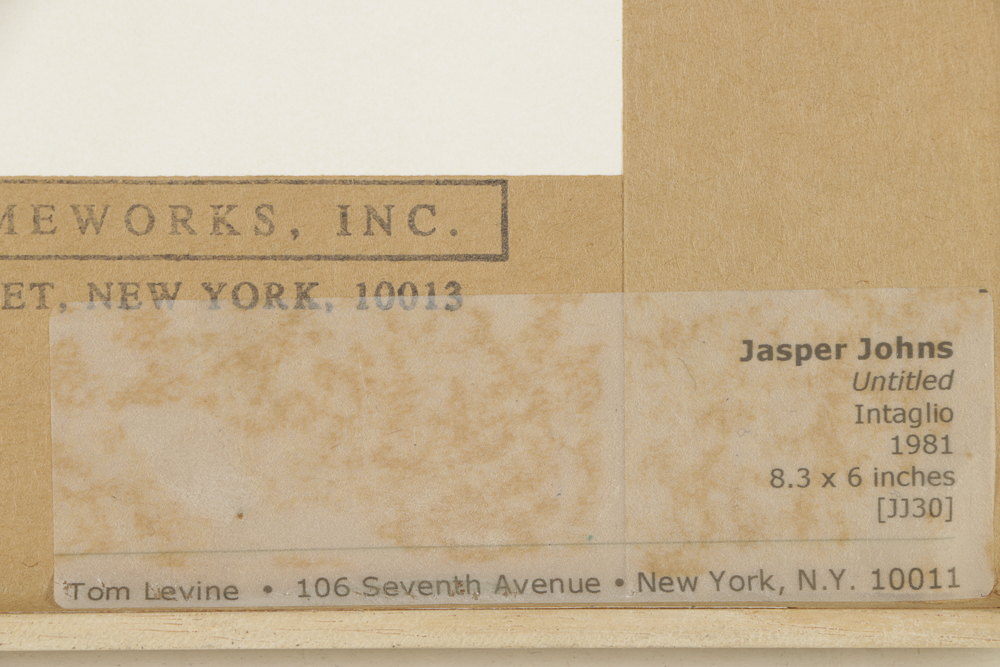 MEWORKS, INC.
ET, NEW YORK, 10013
Jasper Johns
Untitled
Intaglio
1981
8.3 x 6 inches
[JJ30]
Tom Levine • 106 Seventh Avenue • New York, N.Y. 10011